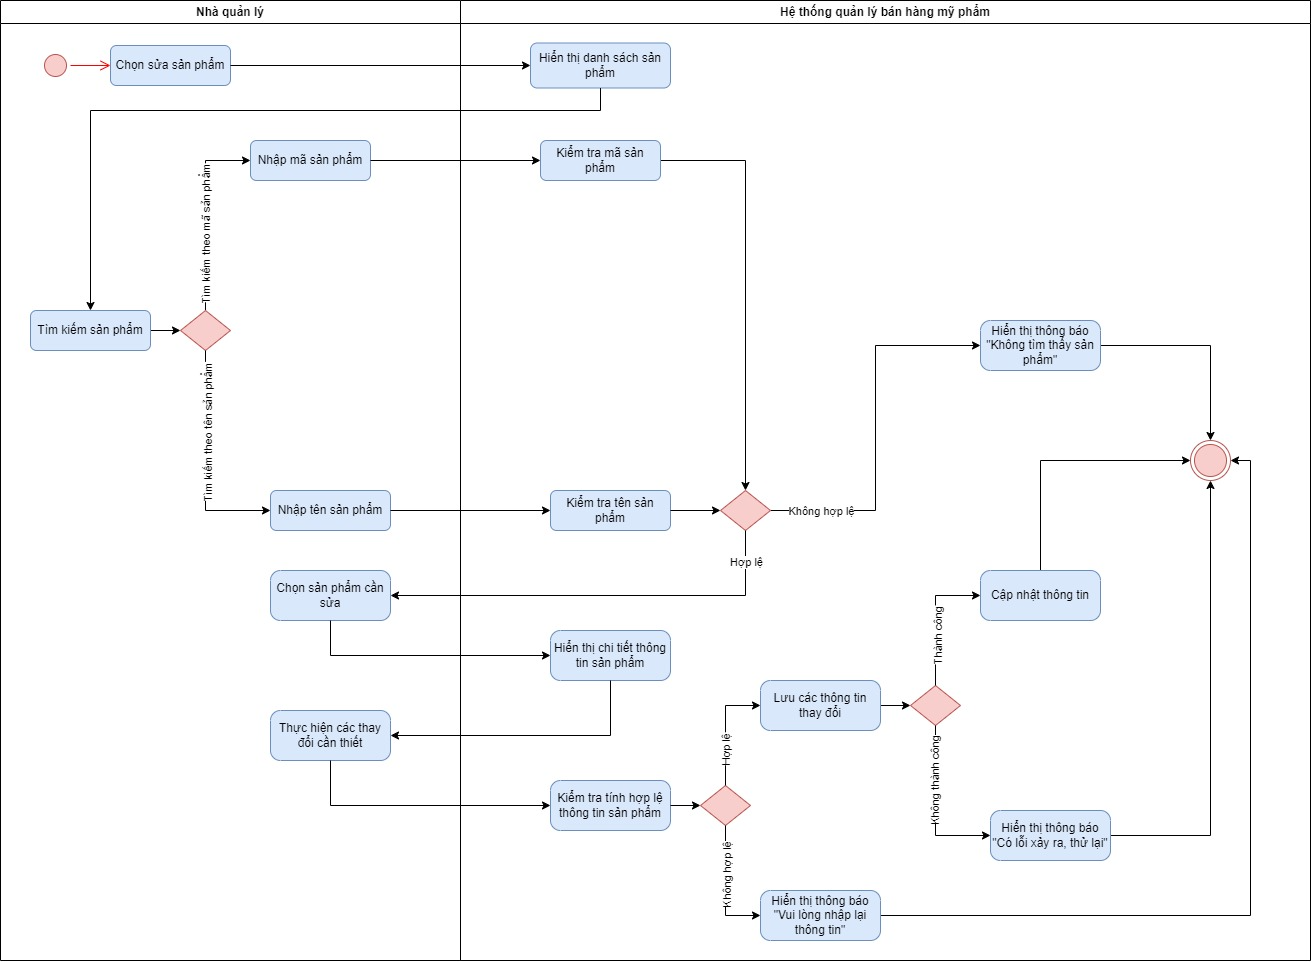 Nhà quản lý
Hệ thống quản lý bán hàng mỹ phẩm
Chọn sửa sản phẩm
Hiển thị danh sách sản
phẩm
Nhập mã sản phẩm
Kiểm tra mã sản
phẩm
Tìm kiếm theo mã sản phẩm
Tìm kiếm sản phẩm
Tìm kiếm theo tên sản phẩm
Hiển thị thông báo
"Không tìm thấy sản
phẩm"
Nhập tên sản phẩm
Kiểm tra tên sản
phẩm
Không hợp lệ
Hợp lệ
Chọn sản phẩm cần
sửa
Cập nhật thông tin
Thành công
Hiển thị chi tiết thông
tin sản phẩm
Lưu các thông tin
thay đổi
Thực hiện các thay
đổi cần thiết
Hợp lệ
Không thành công
Kiểm tra tính hợp lệ
thông tin sản phẩm
Hiển thị thông báo
"Có lỗi xảy ra, thử lại"
Không hợp lệ
Hiển thị thông báo
"Vui lòng nhập lại
thông tin"